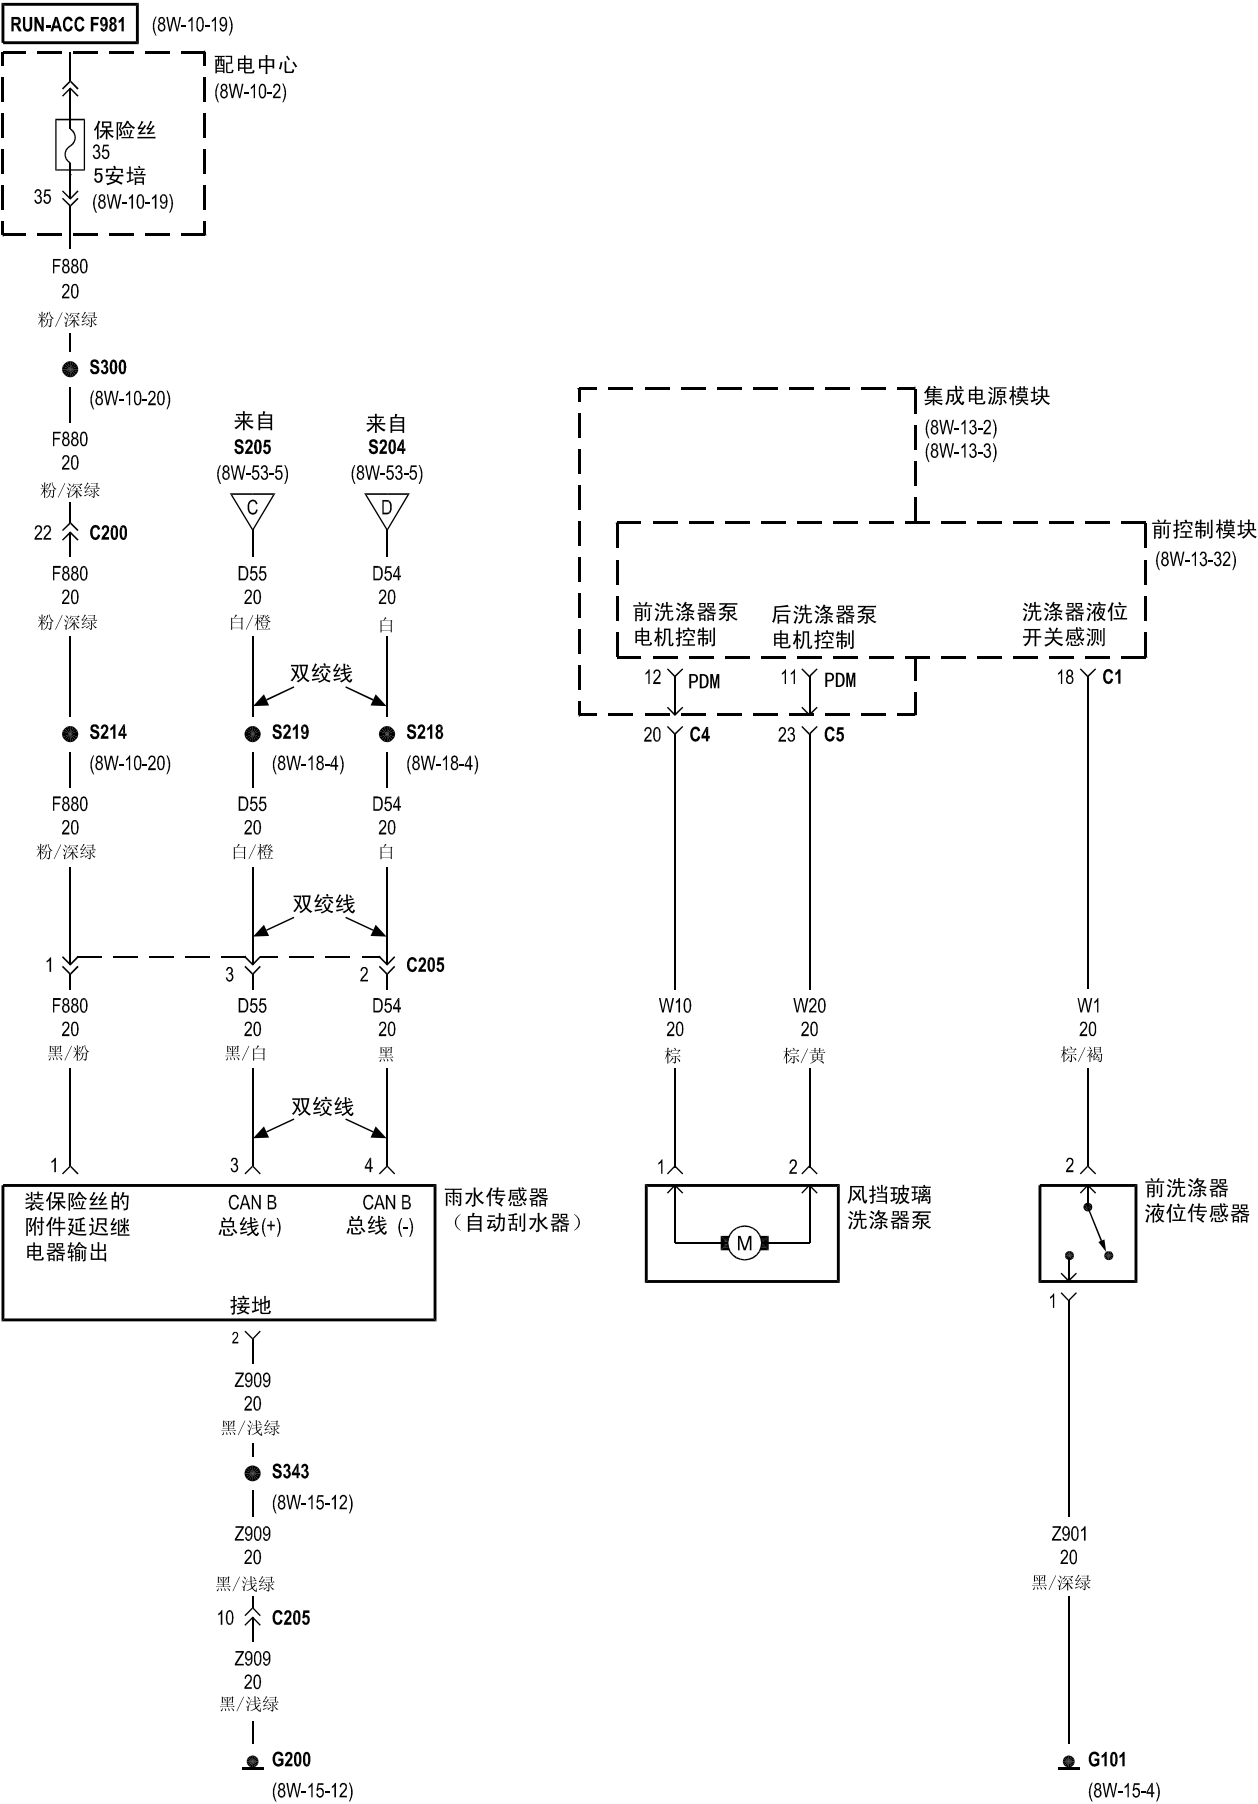 RUN-ACC F981 (8W-10-19)
配电中心
(8W-10-2)
保险丝
35
5安培
(8W-10-19)
35
F880
20
粉/深绿
S300
(8W-10-20)
F880
20
粉/深绿
22
C200
F880
20
粉/深绿
S214
(8W-10-20)
F880
20
粉/深绿
1
F880
20
黑/粉
1
来自
S205
(8W-53-5)
C
D55
20
白/橙
双绞线
S219
(8W-18-4)
D55
20
白/橙
双绞线
3
D55
20
黑/白
双绞线
3
来自
S204
(8W-53-5)
D
D54
20
白
S218
(8W-18-4)
D54
20
白
2
C205
D54
20
黑
4
装保险丝的
附件延迟继
电器输出
CAN B
总线(+)
CAN B
总线 (-)
接地
雨水传感器
（自动刮水器）
2
Z909
20
黑/浅绿
S343
(8W-15-12)
Z909
20
黑/浅绿
10
C205
Z909
20
黑/浅绿
G200
(8W-15-12)
集成电源模块
(8W-13-2)
(8W-13-3)
前控制模块
(8W-13-32)
前洗涤器泵
电机控制
后洗涤器泵
电机控制
洗涤器液位
开关感测
12
PDM
11
PDM
18
C1
20
C4
23
C5
W10
20
棕
W20
20
棕/黄
W1
20
棕/褐
1
2
2
M
风挡玻璃
洗涤器泵
前洗涤器
液位传感器
1
Z901
20
黑/深绿
G101
(8W-15-4)